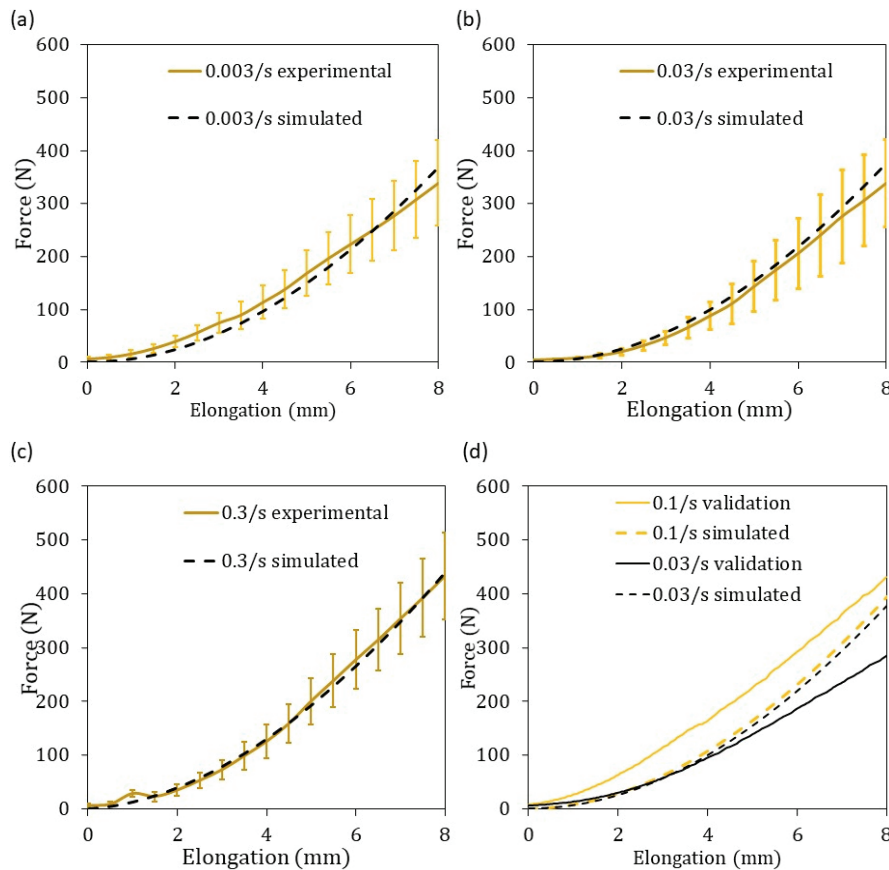 (a)
600
500
400
300
200
100
0
Force (N)
0.003/s experimental
0.003/s simulated
0 2 4 6 8
Elongation (mm)
(b)
600
500
400
300
200
100
0
Force (N)
0.03/s experimental
0.03/s simulated
0 2 4 6 8
Elongation (mm)
(c)
600
500
400
300
200
100
0
Force (N)
0.3/s experimental
0.3/s simulated
0 2 4 6 8
Elongation (mm)
(d)
600
500
400
300
200
100
0
Force (N)
0.1/s validation
0.1/s simulated
0.03/s validation
0.03/s simulated
0 2 4 6 8
Elongation (mm)